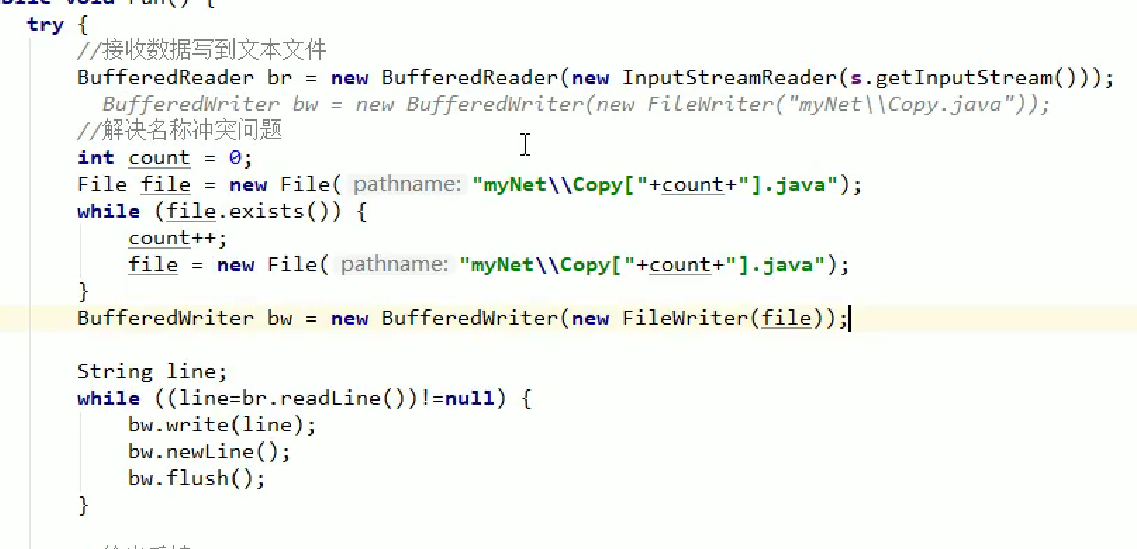 void run() {
try {
//接收数据写到文本文件
BufferedReader br = new BufferedReader(new InputStreamReader(s.getInputStream()));
BufferedWriter bw = new BufferedWriter(new FileWriter("myNet\\Copy.java"));
//解决名称冲突问题
int count = 0;
File file = new File( pathname: "myNet\\Copy["+count+"].java");
while (file.exists()) {
count++;
file = new File( pathname: "myNet\\Copy["+count+"].java");
}
BufferedWriter bw = new BufferedWriter(new FileWriter(file));
String line;
while ((line=br.readLine())!=null) {
bw.write(line);
bw.newLine();
bw.flush();
}